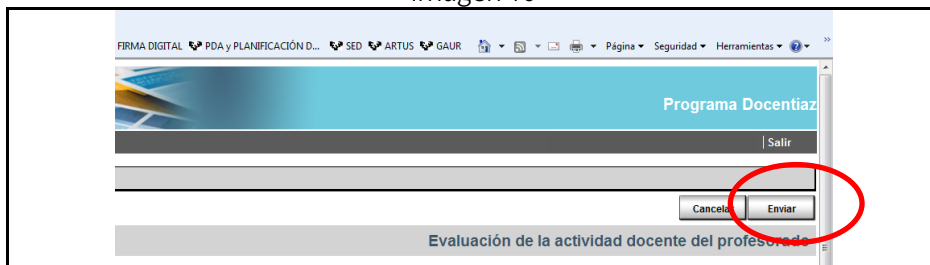 FIRMA DIGITAL PDA y PLANIFICACIÓN D... SED ARTUS GAUR Página Seguridad Herramientas
Programa Docentiaz
| Salir
Cancelar Enviar
Evaluación de la actividad docente del profesorado